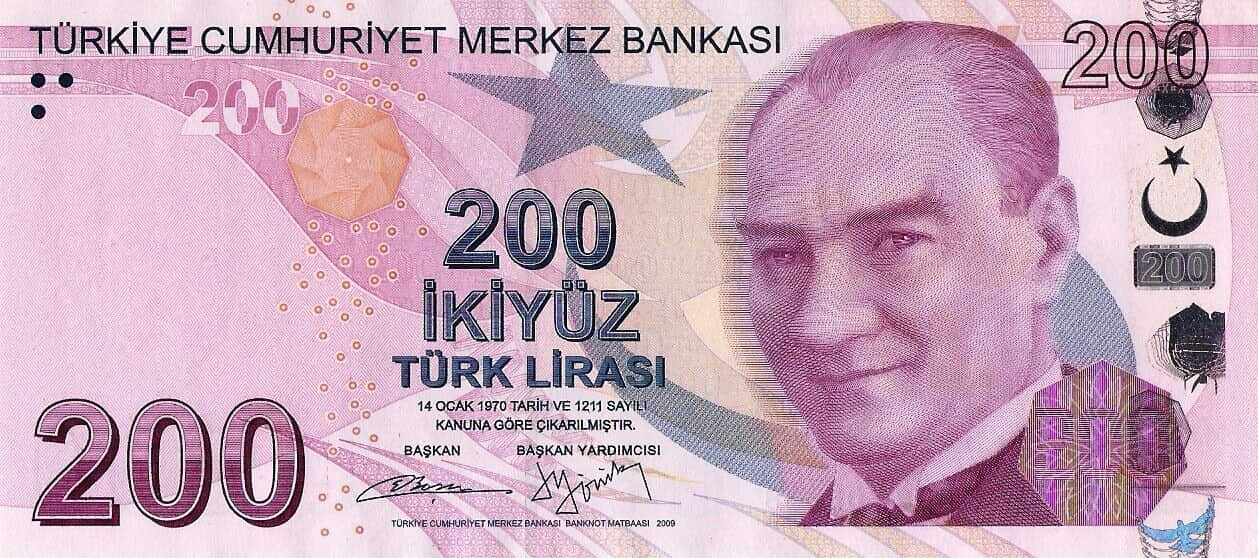 TÜRKİYE CUMHURİYET MERKEZ BANKASI
200
200
200
200
İKİYÜZ
TÜRK LİRASI
14 OCAK 1970 TARİH VE 1211 SAYILI
KANUNA GÖRE ÇIKARILMIŞTIR.
BAŞKAN BAŞKAN YARDIMCISI
200
TÜRKİYE CUMHURİYET MERKEZ BANKASI BANKNOT MATBAASI 2009